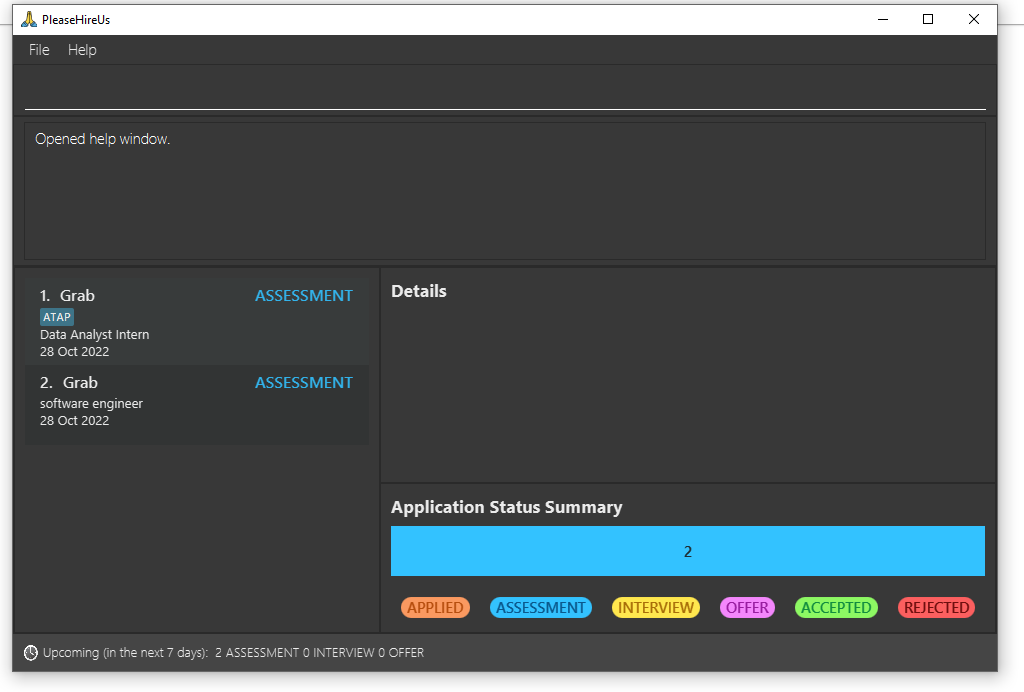 PleaseHireUs
File Help
Opened help window.
1. Grab ASSESSMENT
ATAP
Data Analyst Intern
28 Oct 2022
2. Grab ASSESSMENT
software engineer
28 Oct 2022
Details
Application Status Summary
2
APPLIED ASSESSMENT INTERVIEW OFFER ACCEPTED REJECTED
Upcoming (in the next 7 days): 2 ASSESSMENT 0 INTERVIEW 0 OFFER